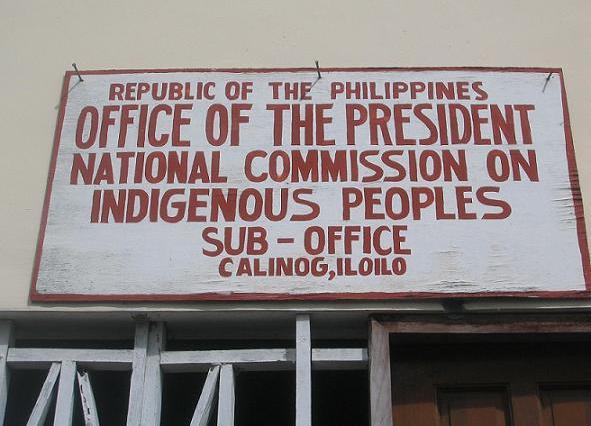 REPUBLIC OF THE PHILIPPINES
OFFICE OF THE PRESIDENT
NATIONAL COMMISSION ON
INDIGENOUS PEOPLES
SUB - OFFICE
CALINOG, ILOILO